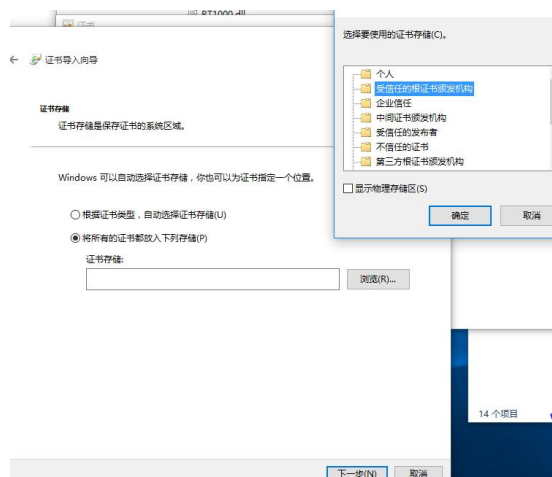 RT1000.dll
证书
证书导入向导
证书存储
证书存储是保存证书的系统区域。
Windows 可以自动选择证书存储，你也可以为证书指定一个位置。
根据证书类型，自动选择证书存储(U)
将所有的证书都放入下列存储(P)
证书存储:
浏览(R)...
下一步(N)
取消
选择要使用的证书存储(C)。
个人
受信任的根证书颁发机构
企业信任
中间证书颁发机构
受信任的发布者
不信任的证书
第三方根证书颁发机构
显示物理存储区(S)
确定
取消
14 个项目